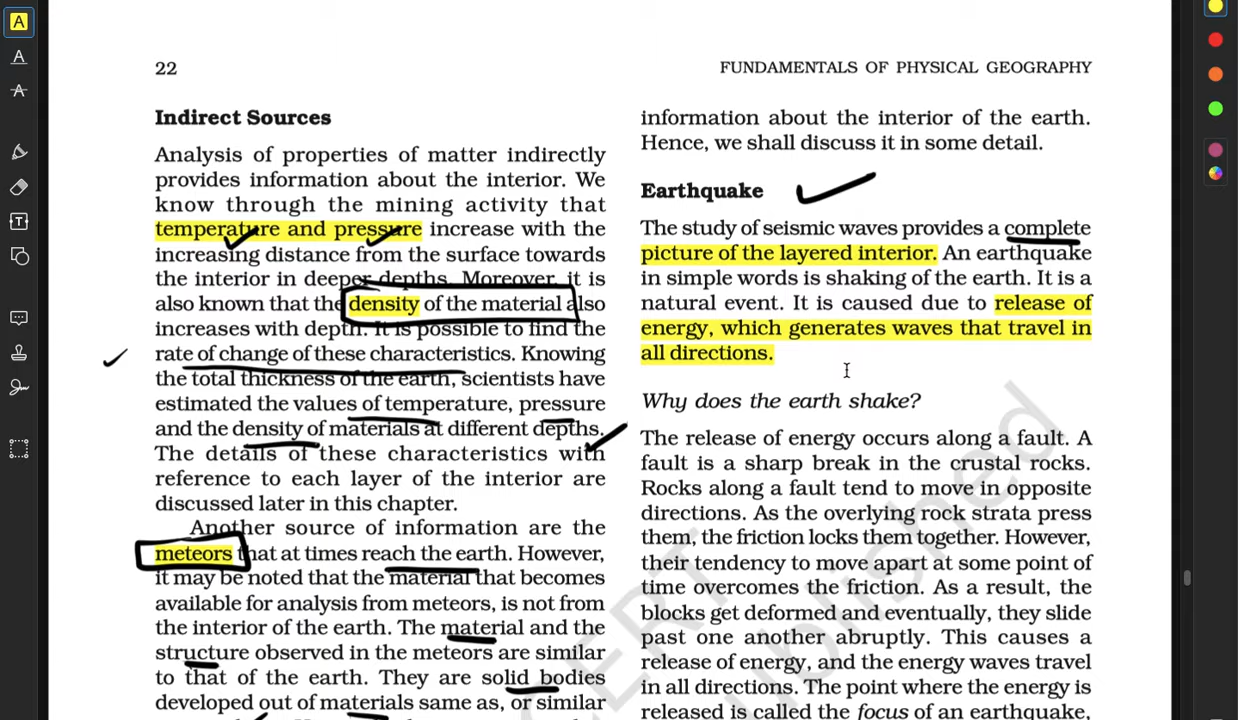 22
FUNDAMENTALS OF PHYSICAL GEOGRAPHY
Indirect Sources
Analysis of properties of matter indirectly
provides information about the interior. We
know through the mining activity that
temperature and pressure increase with the
increasing distance from the surface towards
the interior in deeper depths. Moreover, it is
also known that the density of the material also
increases with depth. It is possible to find the
rate of change of these characteristics. Knowing
the total thickness of the earth, scientists have
estimated the values of temperature, pressure
and the density of materials at different depths.
The details of these characteristics with
reference to each layer of the interior are
discussed later in this chapter.
Another source of information are the
meteors that at times reach the earth. However,
it may be noted that the material that becomes
available for analysis from meteors, is not from
the interior of the earth. The material and the
structure observed in the meteors are similar
to that of the earth. They are solid bodies
developed out of materials same as, or similar
information about the interior of the earth.
Hence, we shall discuss it in some detail.
Earthquake
The study of seismic waves provides a complete
picture of the layered interior. An earthquake
in simple words is shaking of the earth. It is a
natural event. It is caused due to release of
energy, which generates waves that travel in
all directions.
Why does the earth shake?
The release of energy occurs along a fault. A
fault is a sharp break in the crustal rocks.
Rocks along a fault tend to move in opposite
directions. As the overlying rock strata press
them, the friction locks them together. However,
their tendency to move apart at some point of
time overcomes the friction. As a result, the
blocks get deformed and eventually, they slide
past one another abruptly. This causes a
release of energy, and the energy waves travel
in all directions. The point where the energy is
released is called the focus of an earthquake,